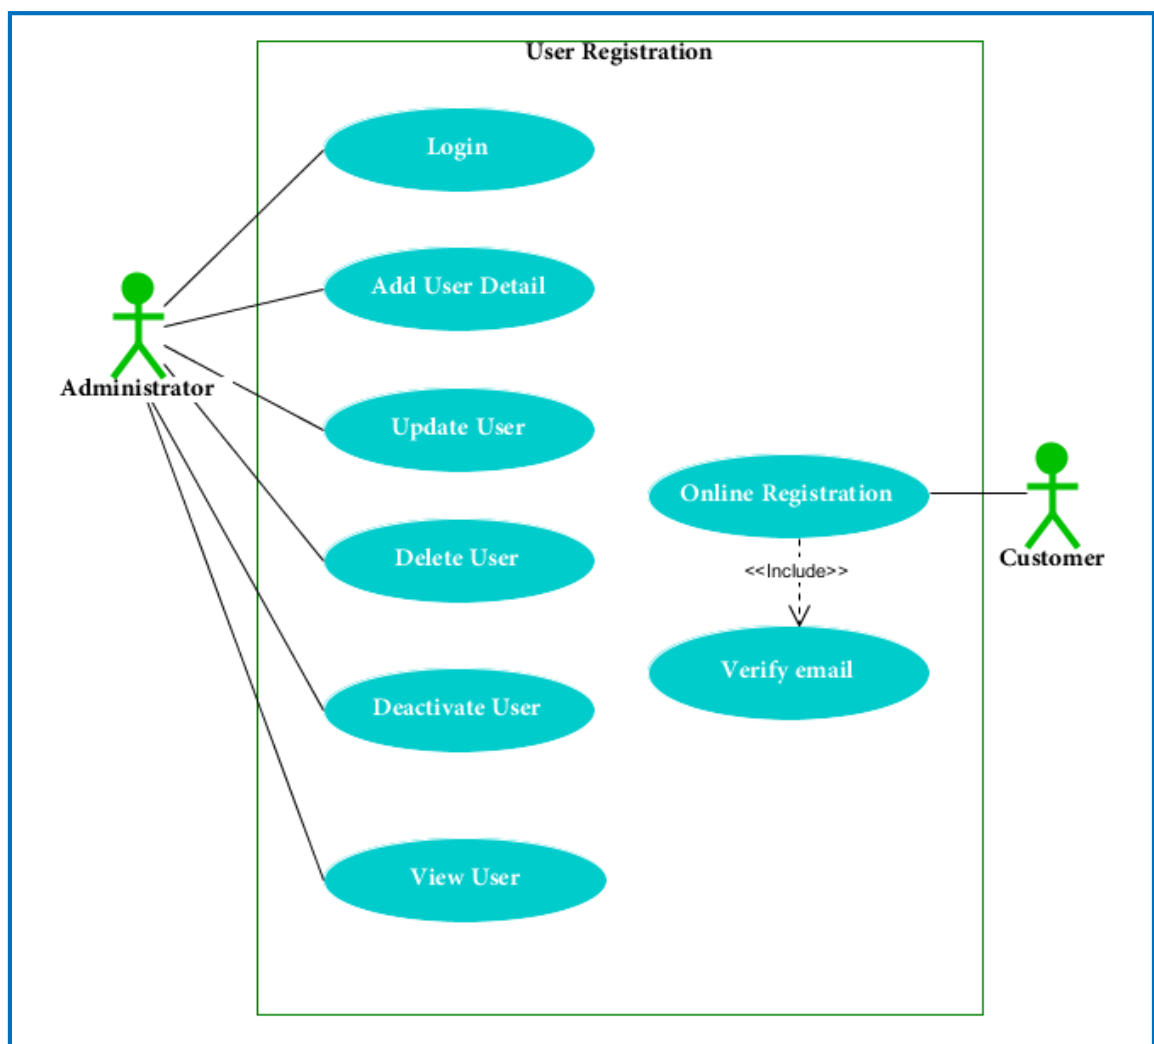 User Registration
Login
Add User Detail
Administrator
Update User
Online Registration
Delete User
Customer
<<Include>>
Verify email
Deactivate User
View User